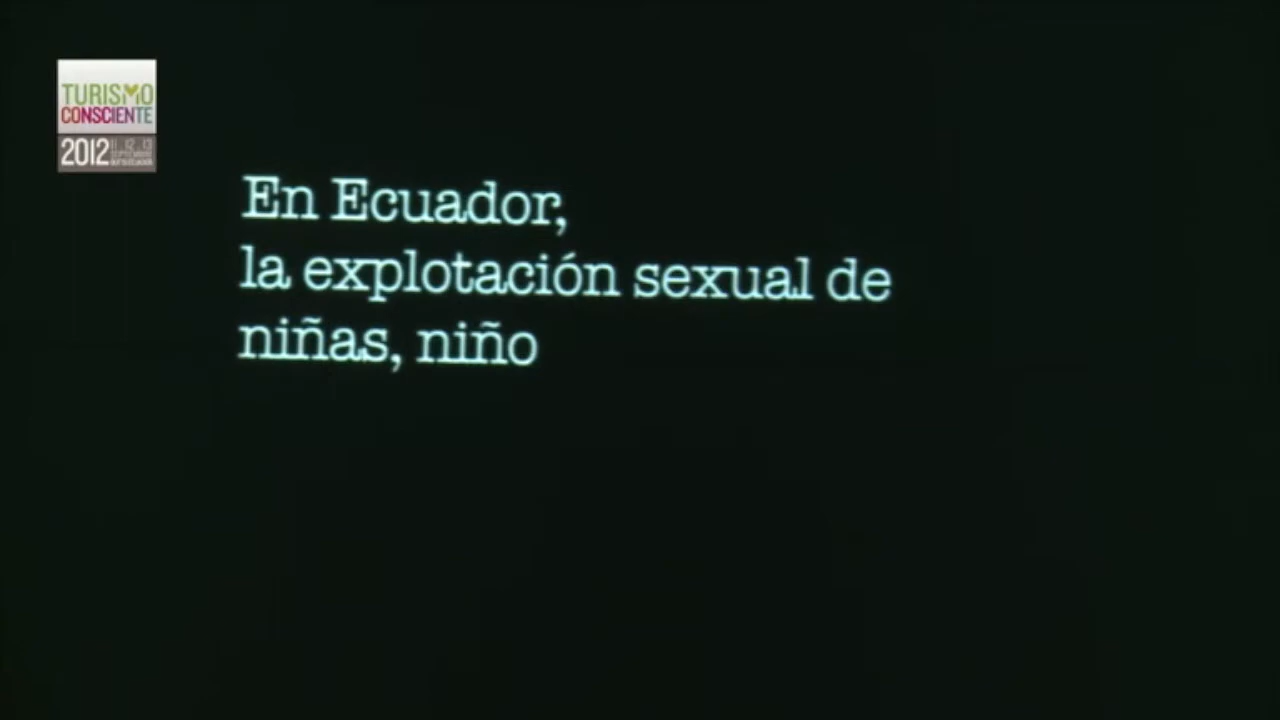 TURISMO
CONSCIENTE
2012
En Ecuador,
la explotación sexual de
niñas, niño